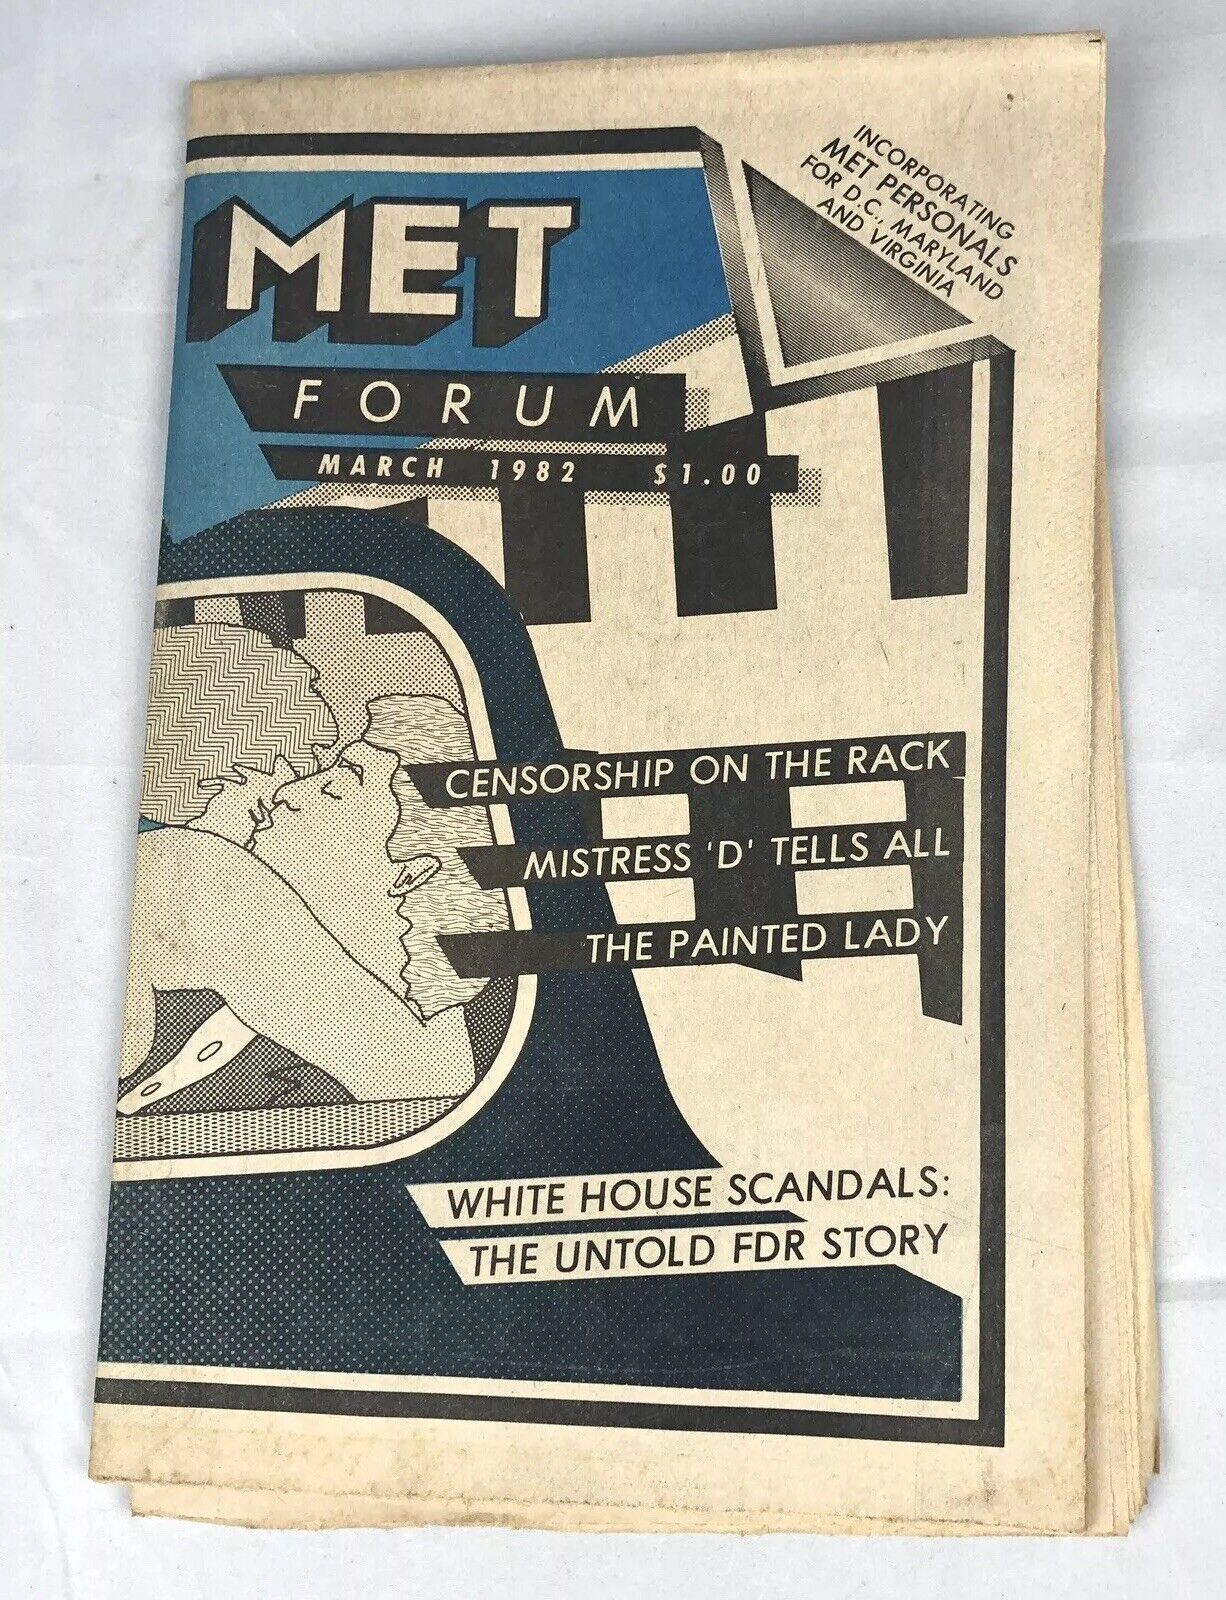 INCORPORATING
MET PERSONALS
FOR D.C., MARYLAND
AND VIRGINIA
MET
FORUM
MARCH 1982 $1.00
CENSORSHIP ON THE RACK
MISTRESS 'D' TELLS ALL
THE PAINTED LADY
WHITE HOUSE SCANDALS:
THE UNTOLD FDR STORY